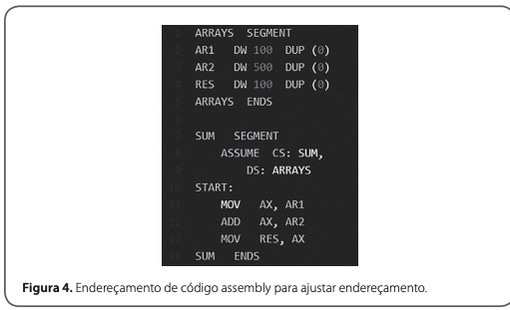 1 ARRAYS SEGMENT
2 AR1 DW 100 DUP (0)
3 AR2 DW 500 DUP (0)
4 RES DW 100 DUP (0)
5 ARRAYS ENDS
6
7 SUM SEGMENT
8 ASSUME CS: SUM,
9 DS: ARRAYS
10 START:
11 MOV AX, AR1
12 ADD AX, AR2
13 MOV RES, AX
14 SUM ENDS
Figura 4. Endereçamento de código assembly para ajustar endereçamento.